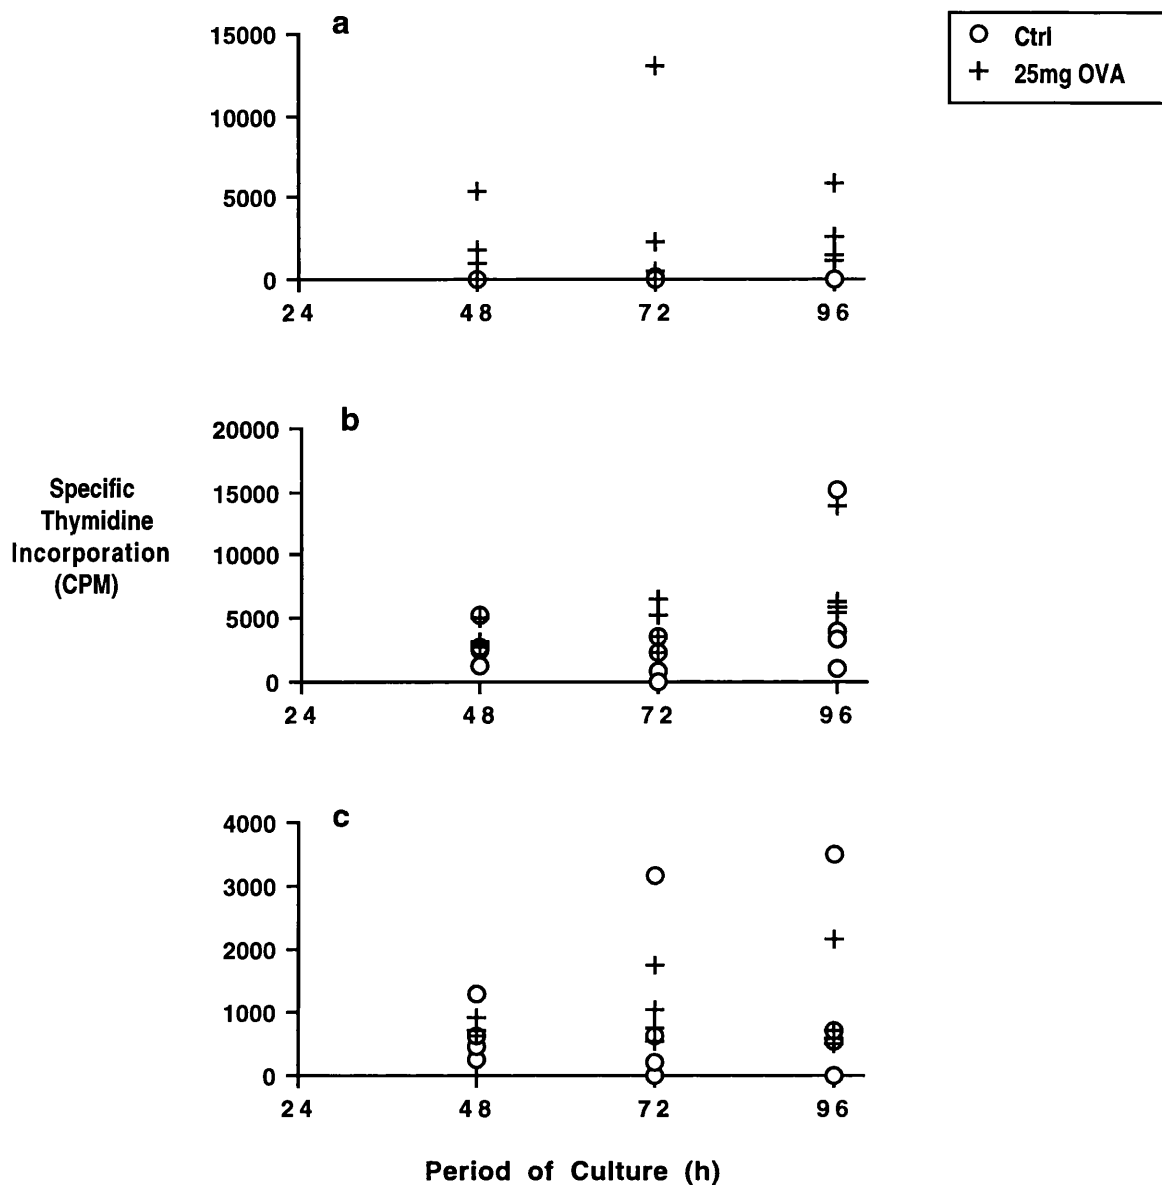 a
Ctrl
25mg OVA
15000
10000
5000
0
24 48 72 96
b
20000
15000
10000
5000
0
24 48 72 96
Specific
Thymidine
Incorporation
(CPM)
c
4000
3000
2000
1000
0
24 48 72 96
Period of Culture (h)